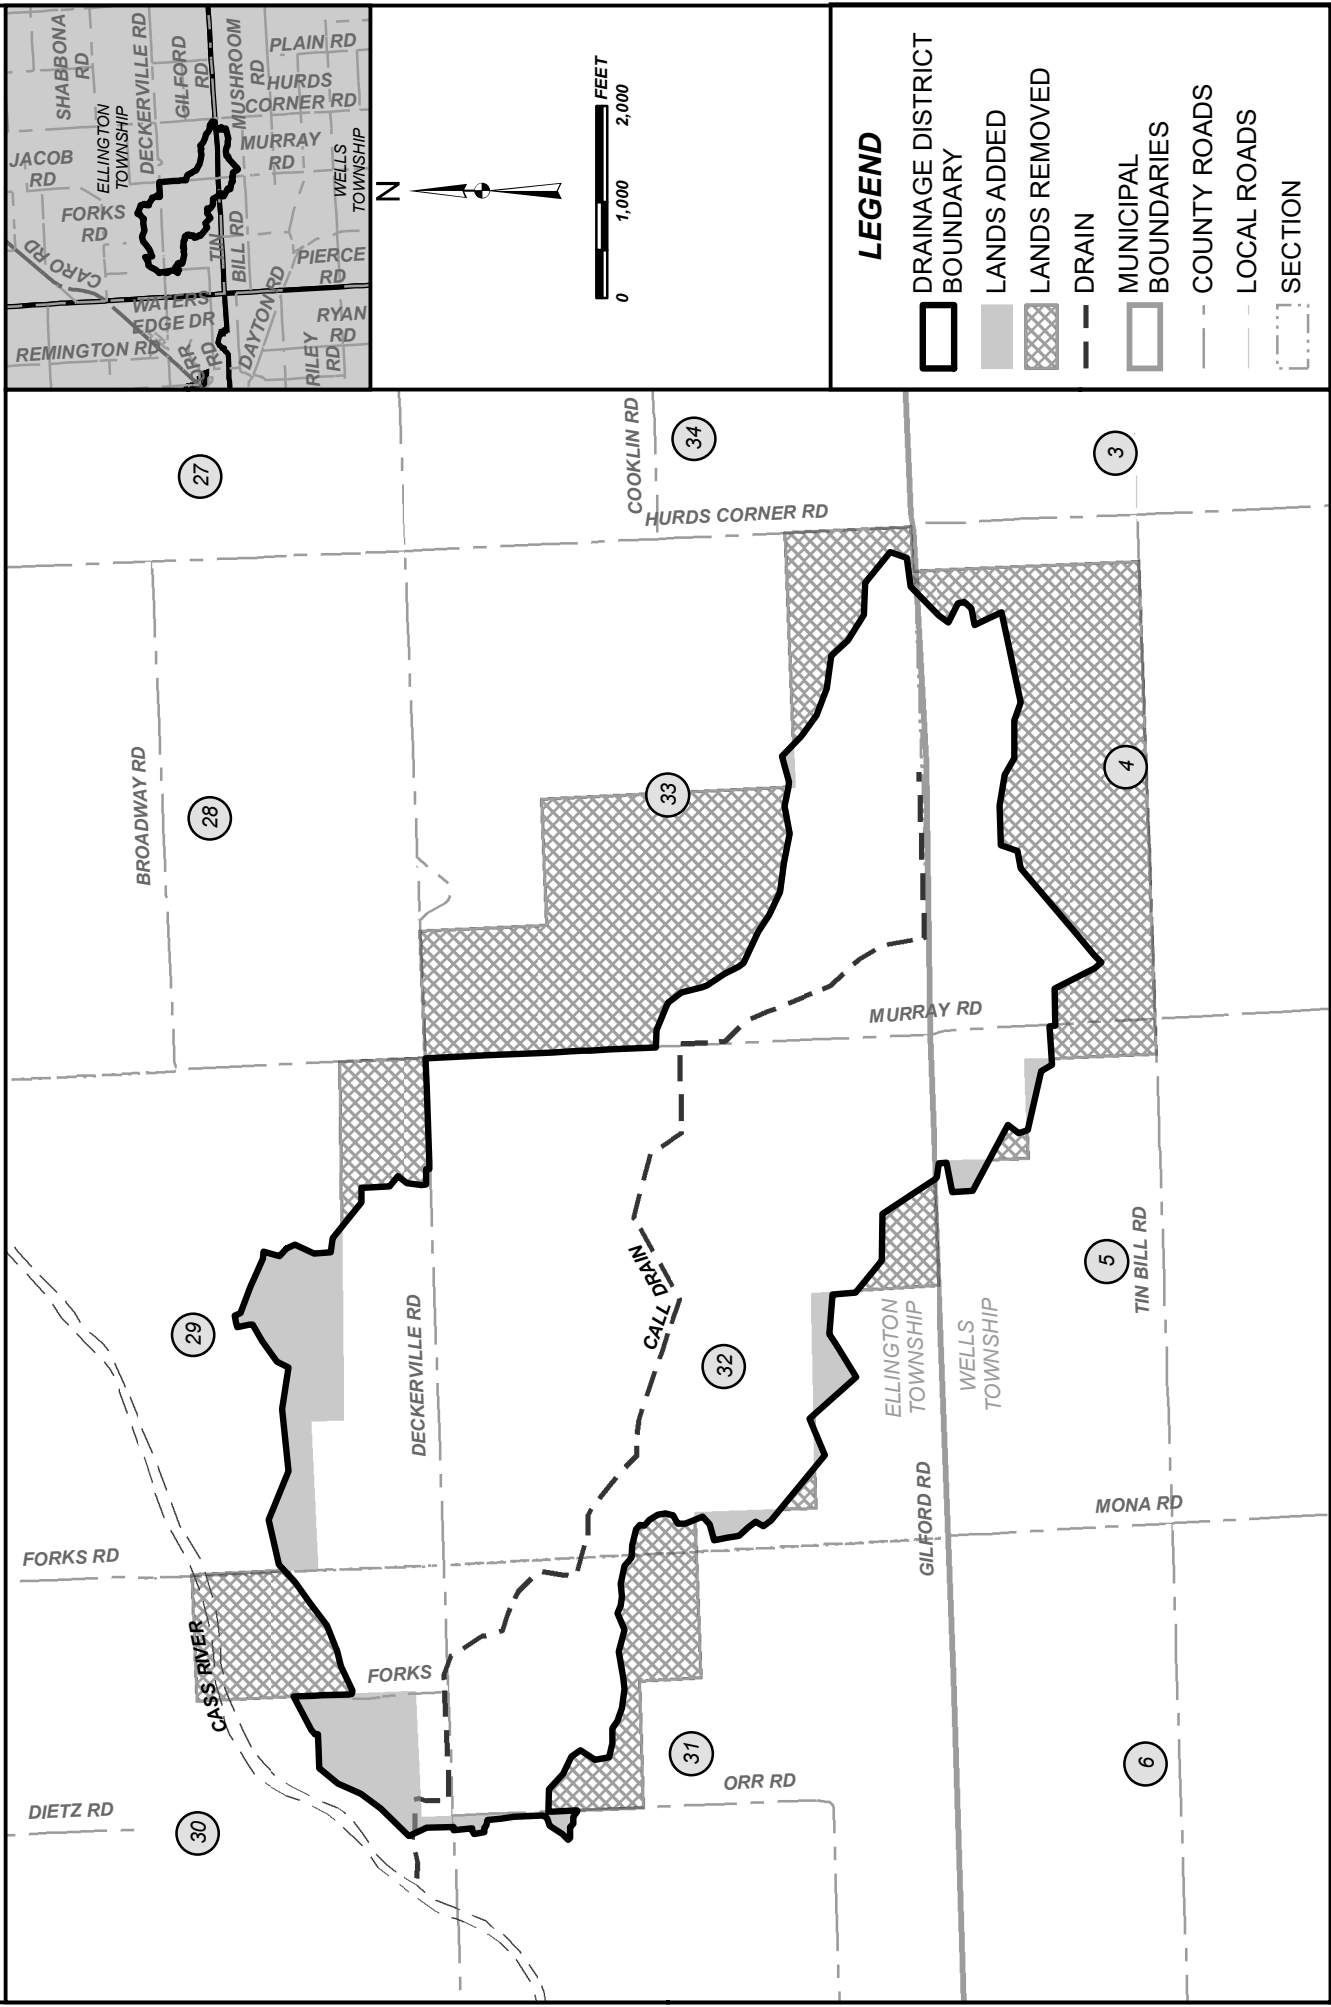 SHABBONA
RD
DECKERVILLE RD
GILFORD
RD
MUSHROOM
RD
PLAIN RD
HURDS
CORNER RD
ELLINGTON
TOWNSHIP
JACOB
RD
MURRAY
RD
WELLS
TOWNSHIP
FORKS
RD
CARO RD
TIN
BILL RD
PIERCE
RD
WATERS
EDGE DR
DAYTON RD
RYAN
RD
REMINGTON RD
ORR
RD
RILEY
RD
N
0
1,000
2,000
FEET
LEGEND
DRAINAGE DISTRICT
BOUNDARY
LANDS ADDED
LANDS REMOVED
DRAIN
MUNICIPAL
BOUNDARIES
COUNTY ROADS
LOCAL ROADS
SECTION
27
34
3
COOKLIN RD
HURDS CORNER RD
BROADWAY RD
28
33
4
MURRAY RD
29
DECKERVILLE RD
CALL DRAIN
32
ELLINGTON
TOWNSHIP
WELLS
TOWNSHIP
5
TIN BILL RD
GILFORD RD
MONA RD
FORKS RD
CASS RIVER
FORKS
31
ORR RD
6
DIETZ RD
30